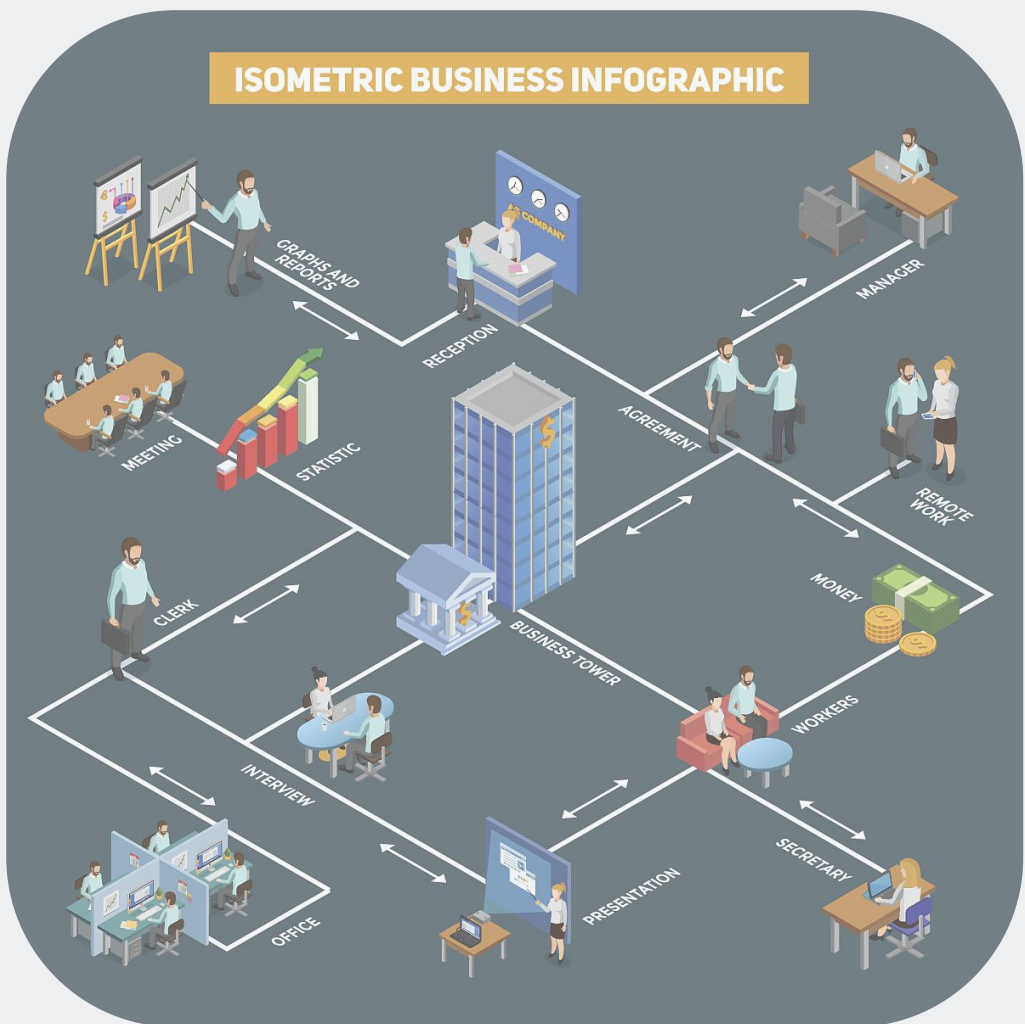 ISOMETRIC BUSINESS INFOGRAPHIC
GRAPHS AND
REPORTS
COMPANY
RECEPTION
MANAGER
MEETING
STATISTIC
AGREEMENT
REMOTE
WORK
CLERK
MONEY
BUSINESS TOWER
WORKERS
INTERVIEW
SECRETARY
PRESENTATION
OFFICE